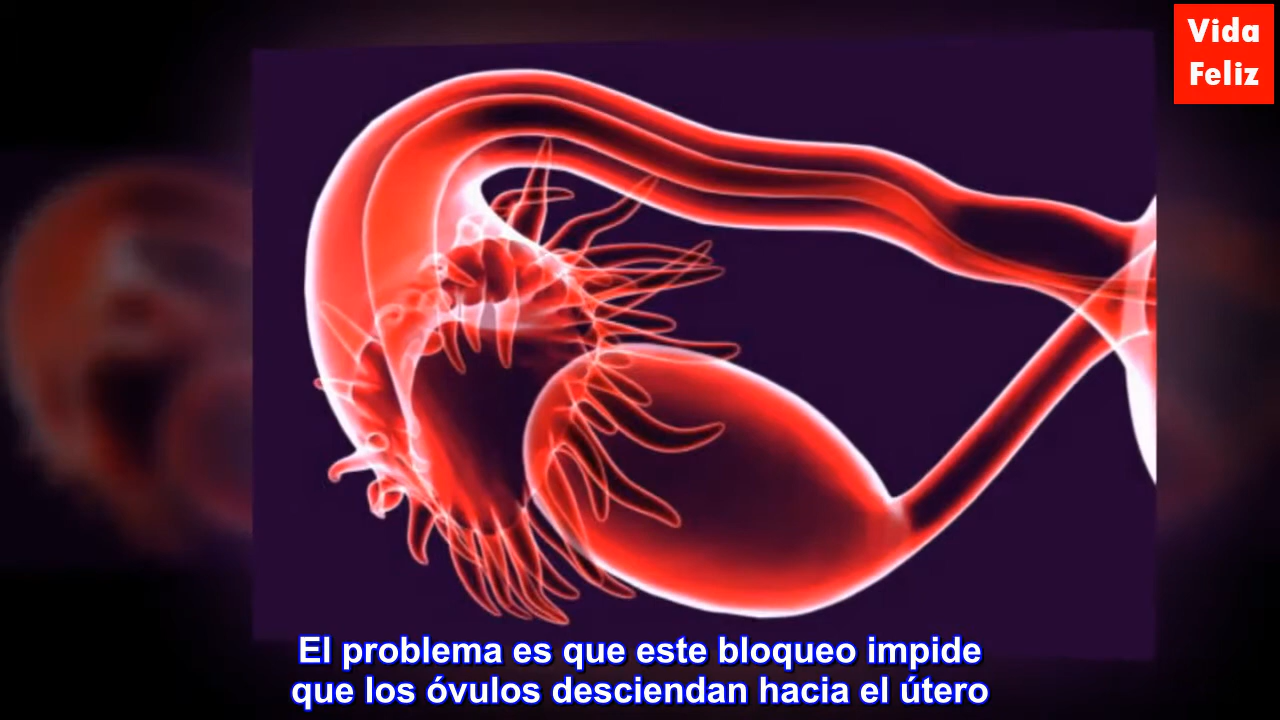 Vida
Feliz
El problema es que este bloqueo impide
que los óvulos desciendan hacia el útero